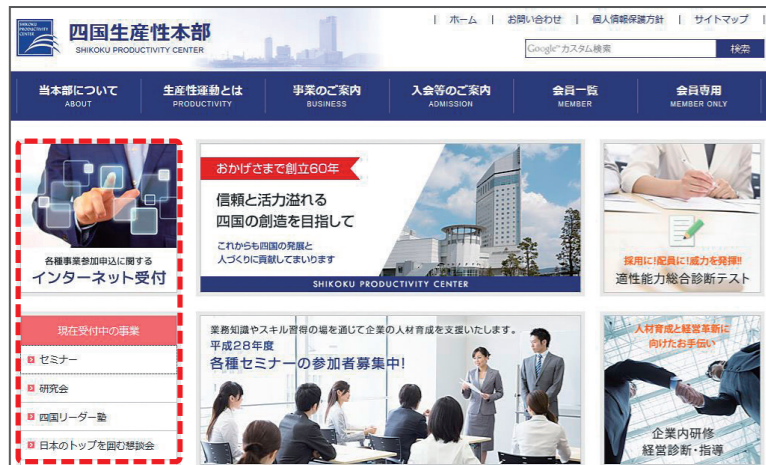 | ホーム | お問い合わせ | 個人情報保護方針 | サイトマップ |
SHIKOKU
PRODUCTIVITY
CENTER
四国生産性本部
SHIKOKU PRODUCTIVITY CENTER
Google™ カスタム検索
検索
当本部について
ABOUT
生産性運動とは
PRODUCTIVITY
事業のご案内
BUSINESS
入会等のご案内
ADMISSION
会員一覧
MEMBER
会員専用
MEMBER ONLY
各種事業参加申込に関する
インターネット受付
おかげさまで創立60年
信頼と活力溢れる
四国の創造を目指して
これからも四国の発展と
人づくりに貢献してまいります
SHIKOKU PRODUCTIVITY CENTER
採用に!配員に!威力を発揮!!
適性能力総合診断テスト
現在受付中の事業
セミナー
研究会
四国リーダー塾
日本のトップを囲む懇談会
業務知識やスキル習得の場を通じて企業の人材育成を支援いたします。
平成28年度
各種セミナーの参加者募集中!
人材育成と経営革新に
向けたお手伝い
企業内研修
経営診断・指導